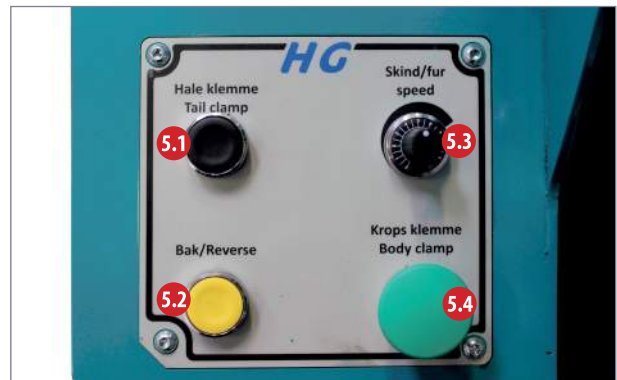 HG
Hale klemme
Tail clamp
5.1
Skind/fur
speed
5.3
Bak/Reverse
5.2
Krops klemme
Body clamp
5.4